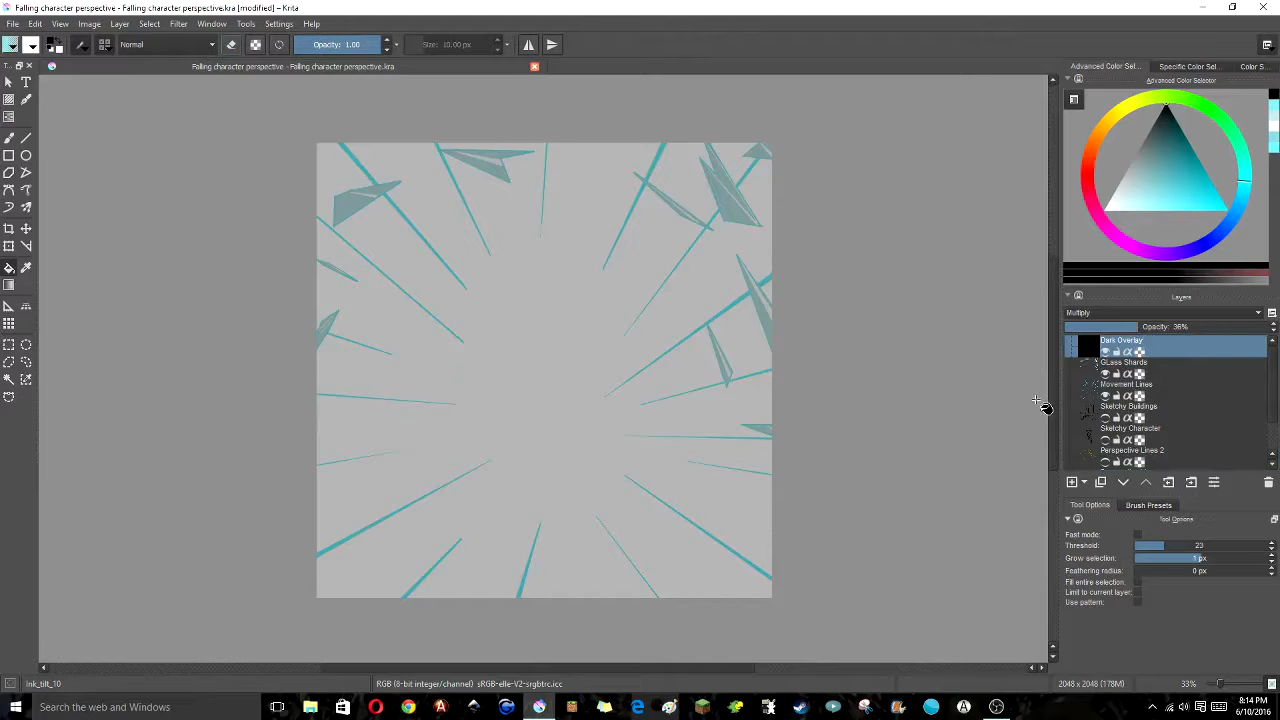 Falling character perspective.kra [modified] - Krita
File Edit View Image Layer Select Filter Window Tools Settings Help
Normal Opacity: 1.00 Size: 10.00 px
T...
Falling character perspective - Falling character perspective.kra
Advanced Color Sel... Specific Color Sel... Color S...
Advanced Color Selector
Layers
Multiply
Opacity: 36%
Dark Overlay
GLass Shards
Movement Lines
Sketchy Buildings
Sketchy Character
Perspective Lines 2
Tool Options Brush Presets
Tool Options
Fast mode:
Threshold: 23
Grow selection: 1 px
Feathering radius: 0 px
Fill entire selection:
Limit to current layer:
Use pattern:
ink_tilt_10 RGB (8-bit integer/channel) sRGB-elle-V2-srgbtrc.icc 2048 x 2048 (178M) 33%
Search the web and Windows
8:14 PM
6/10/2016